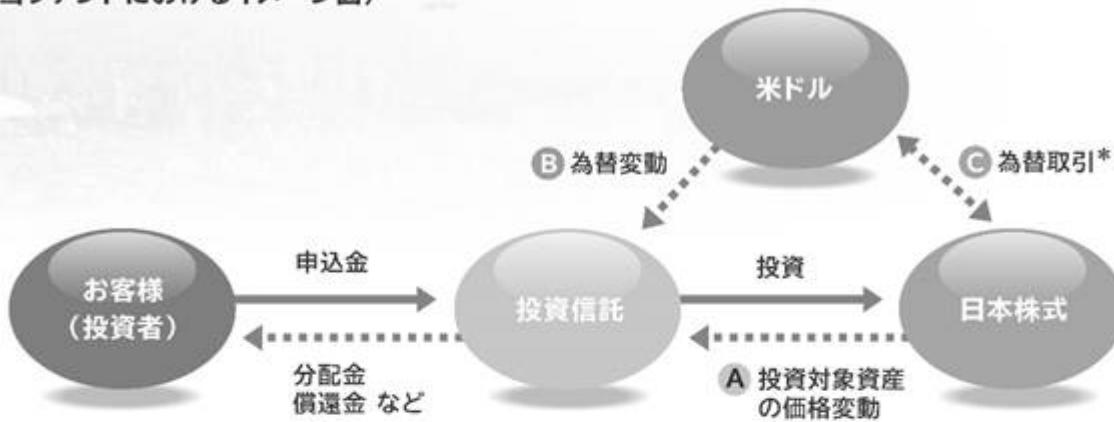 米ドル
B 為替変動
C 為替取引*
申込金
投資
お客様
（投資者）
投資信託
日本株式
分配金
償還金 など
A 投資対象資産
の価格変動